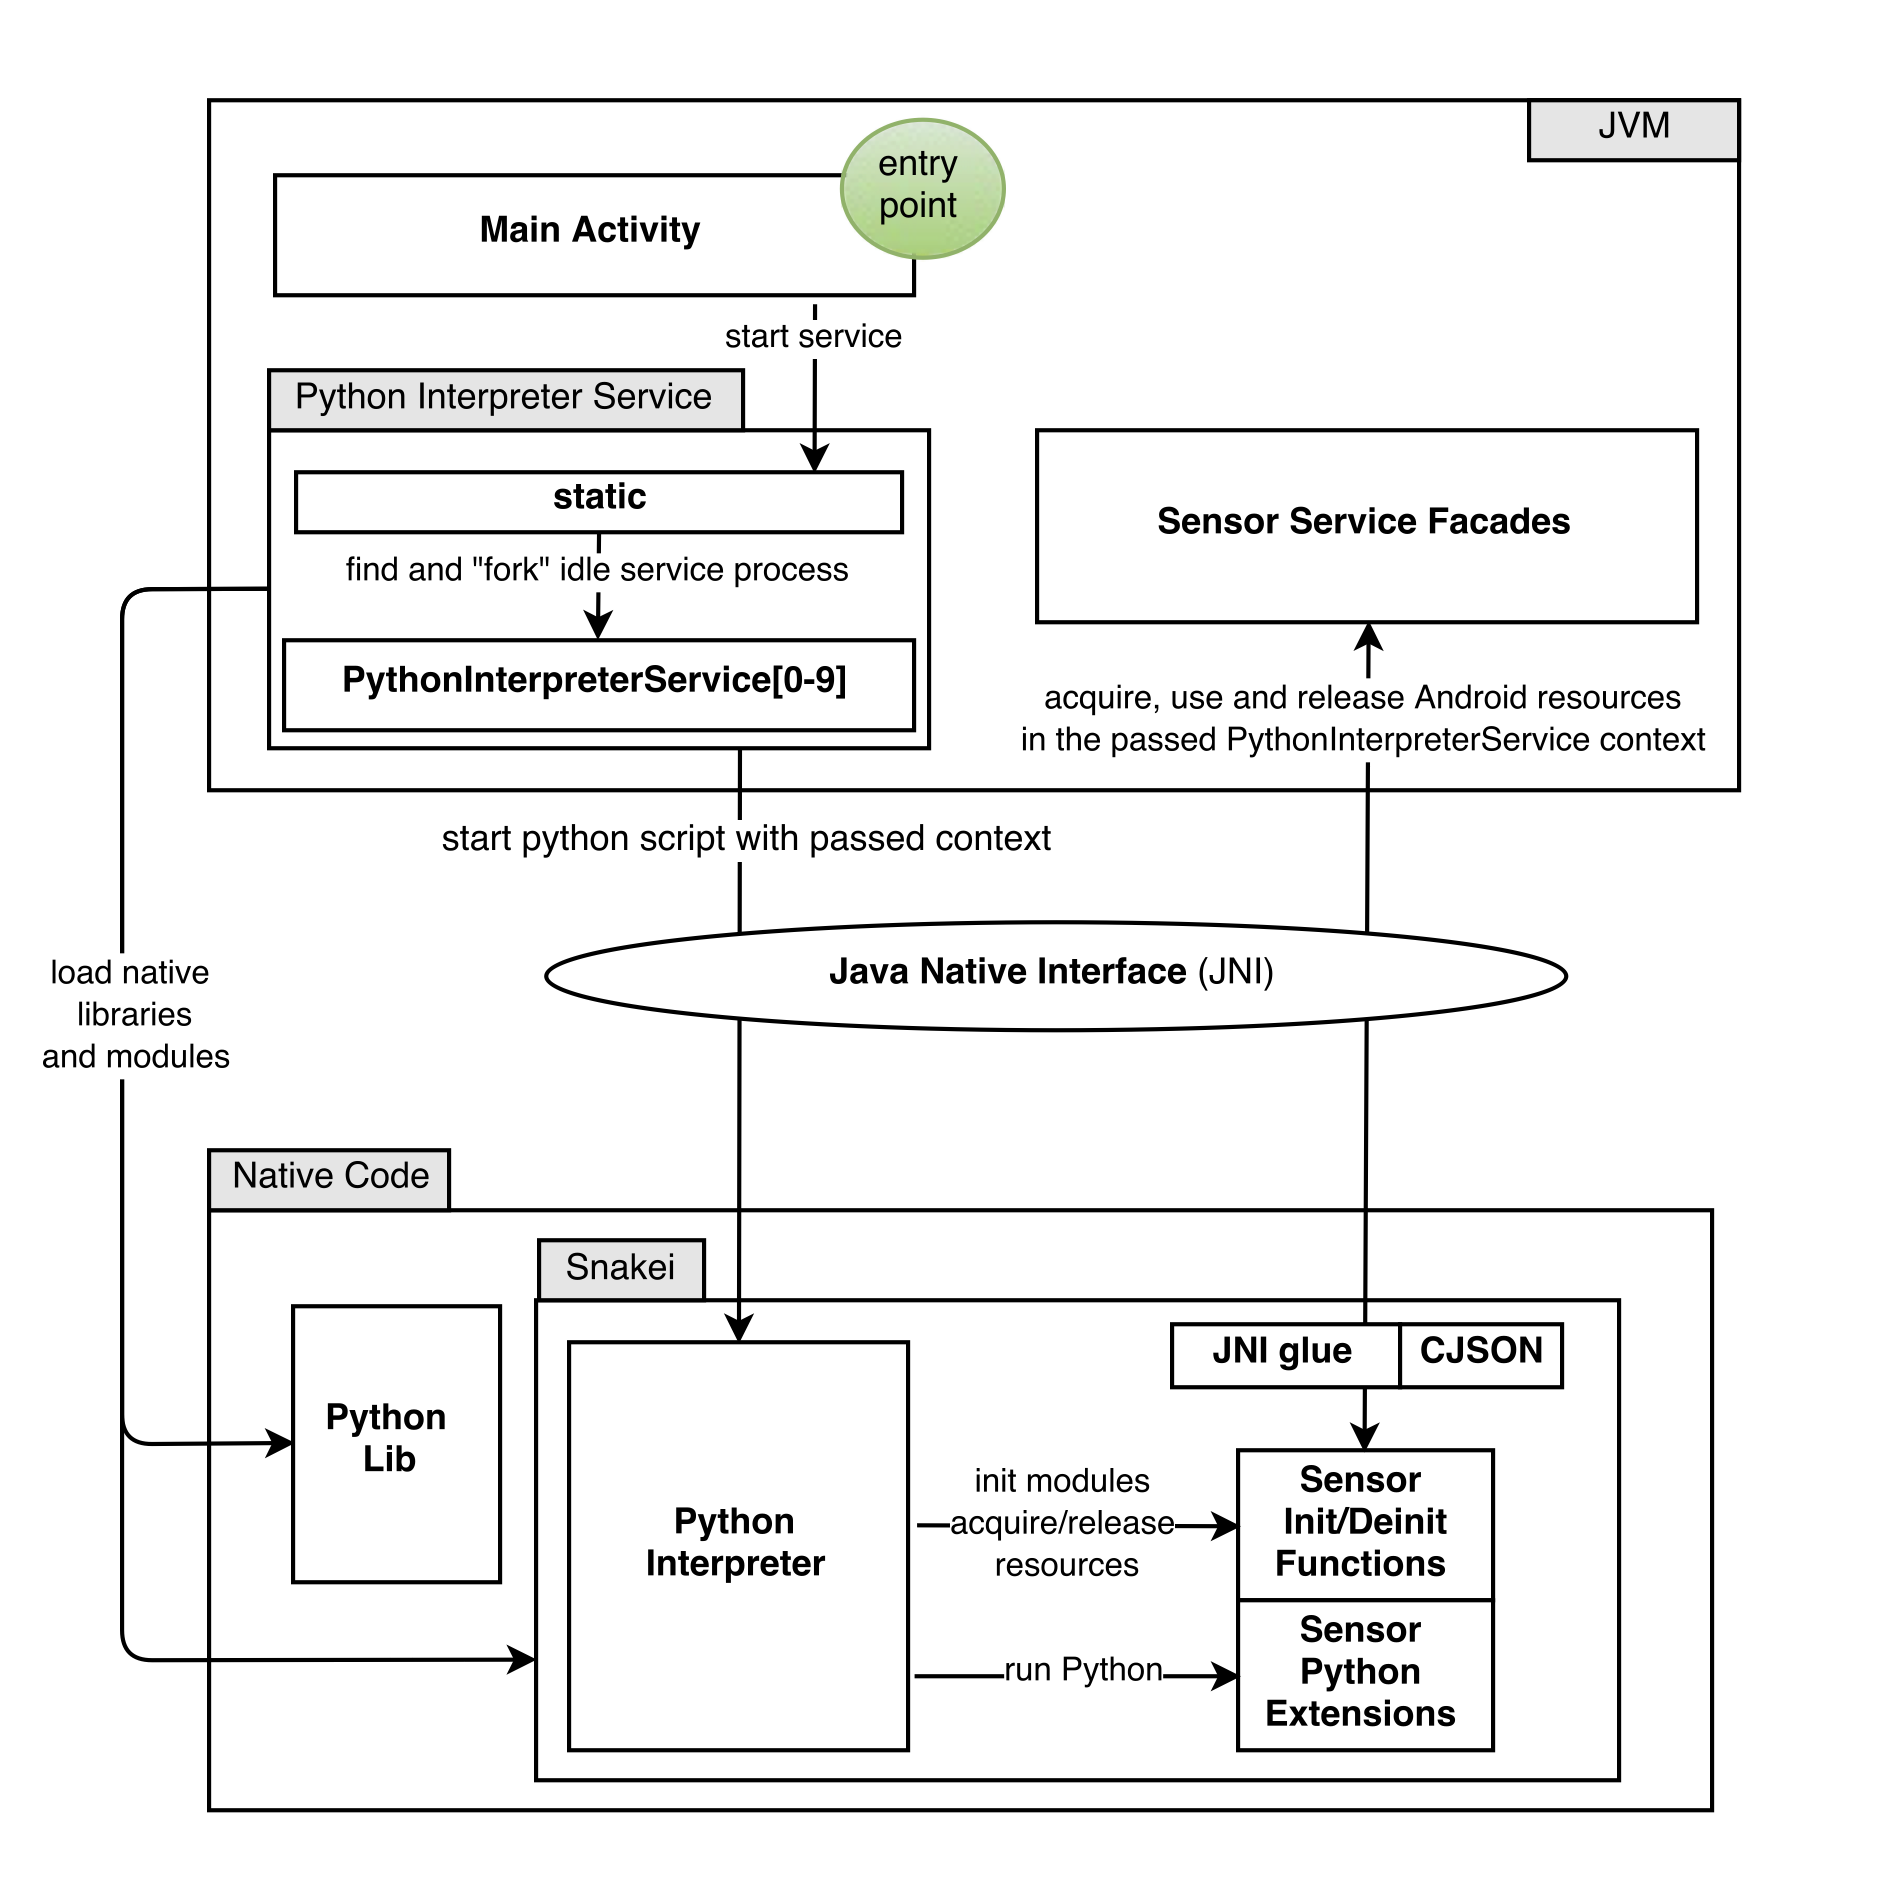 JVM
entry
point
Main Activity
start service
Python Interpreter Service
static
find and "fork" idle service process
PythonInterpreterService[0-9]
Sensor Service Facades
acquire, use and release Android resources
in the passed PythonInterpreterService context
start python script with passed context
Java Native Interface (JNI)
load native
libraries
and modules
Native Code
Snakei
Python
Lib
Python
Interpreter
JNI glue
CJSON
init modules
acquire/release
resources
run Python
Sensor
Init/Deinit
Functions
Sensor
Python
Extensions